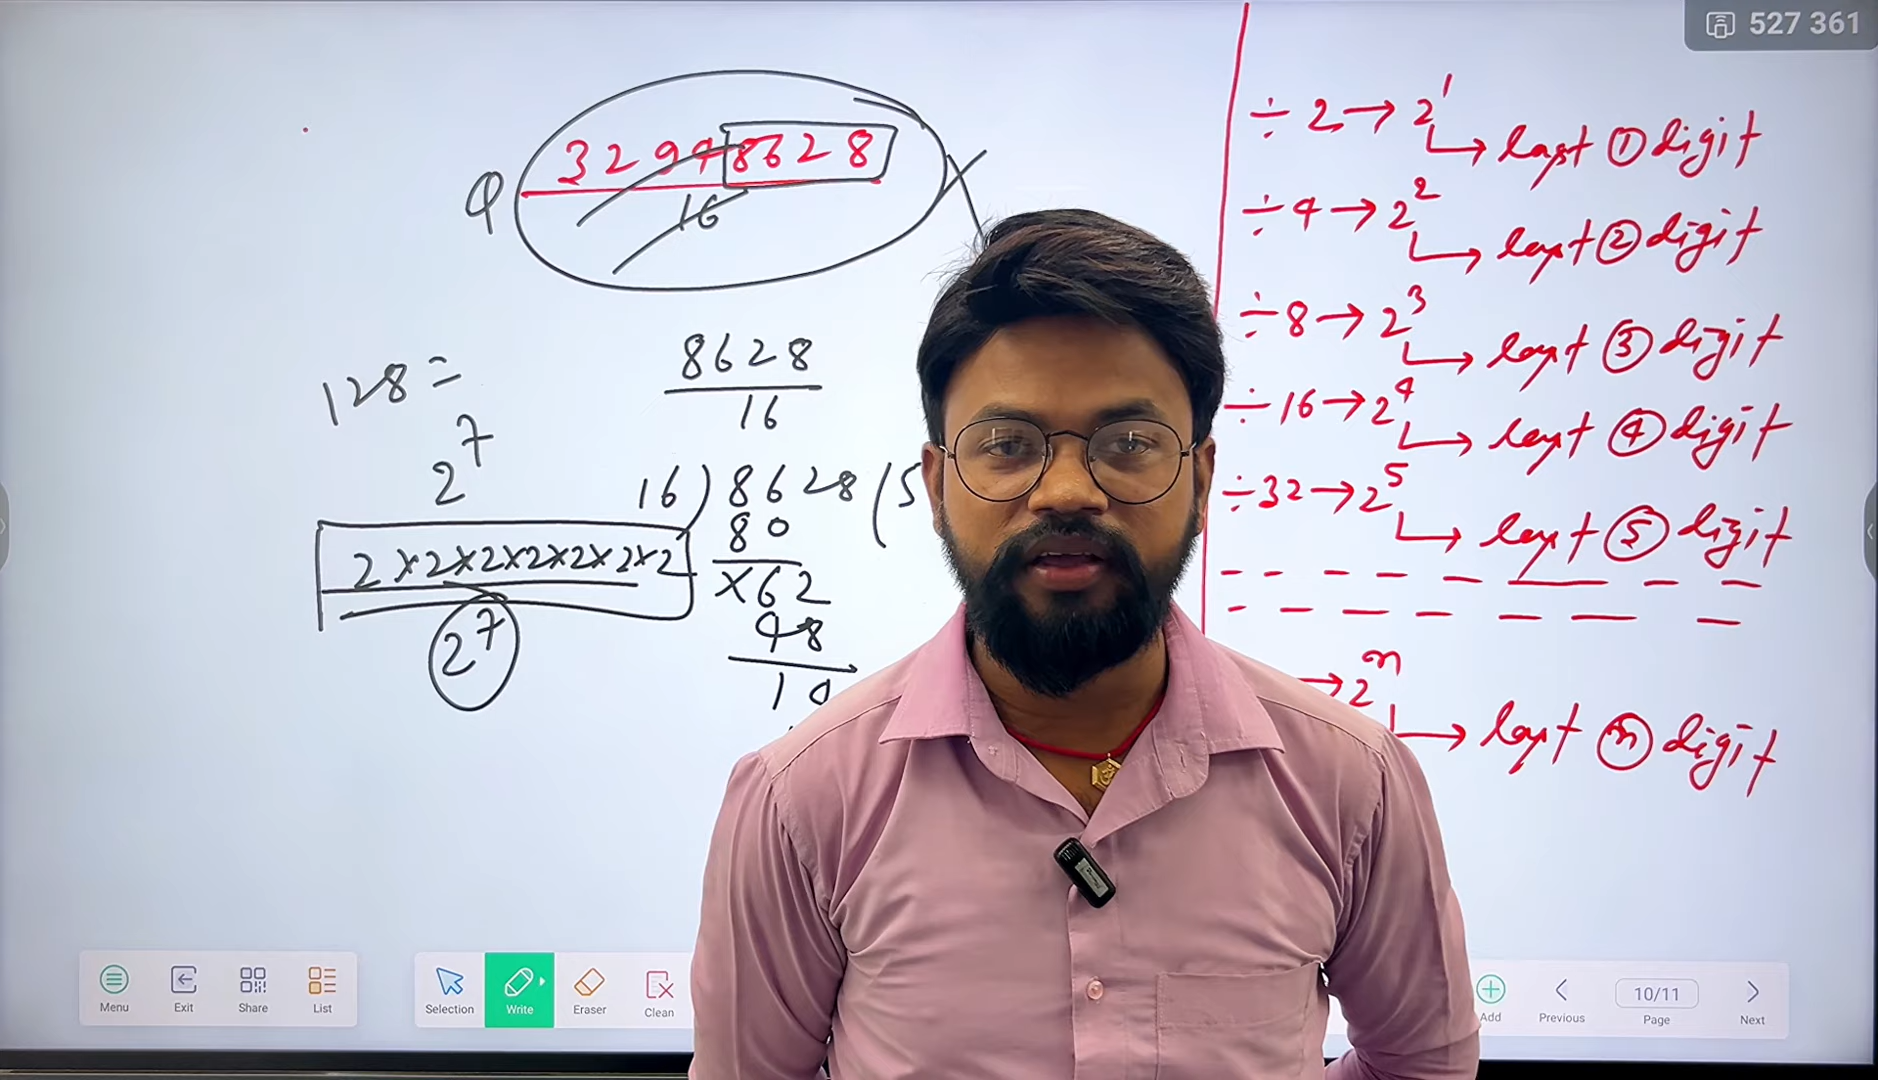 527 361
Q 32948628 X
16
8628
16
128 =
2^7
16 ) 8628 ( 5
80
2×2×2×2×2×2×2
×62
48
2^7
÷2 → 2^1
last ① digit
÷4 → 2^2
last ② digit
÷8 → 2^3
last ③ digit
÷16 → 2^4
last ④ digit
÷32 → 2^5
last ⑤ digit
→ 2^n
last ⓝ digit
Menu Exit Share List Selection Write Eraser Clean Add Previous 10/11 Page Next